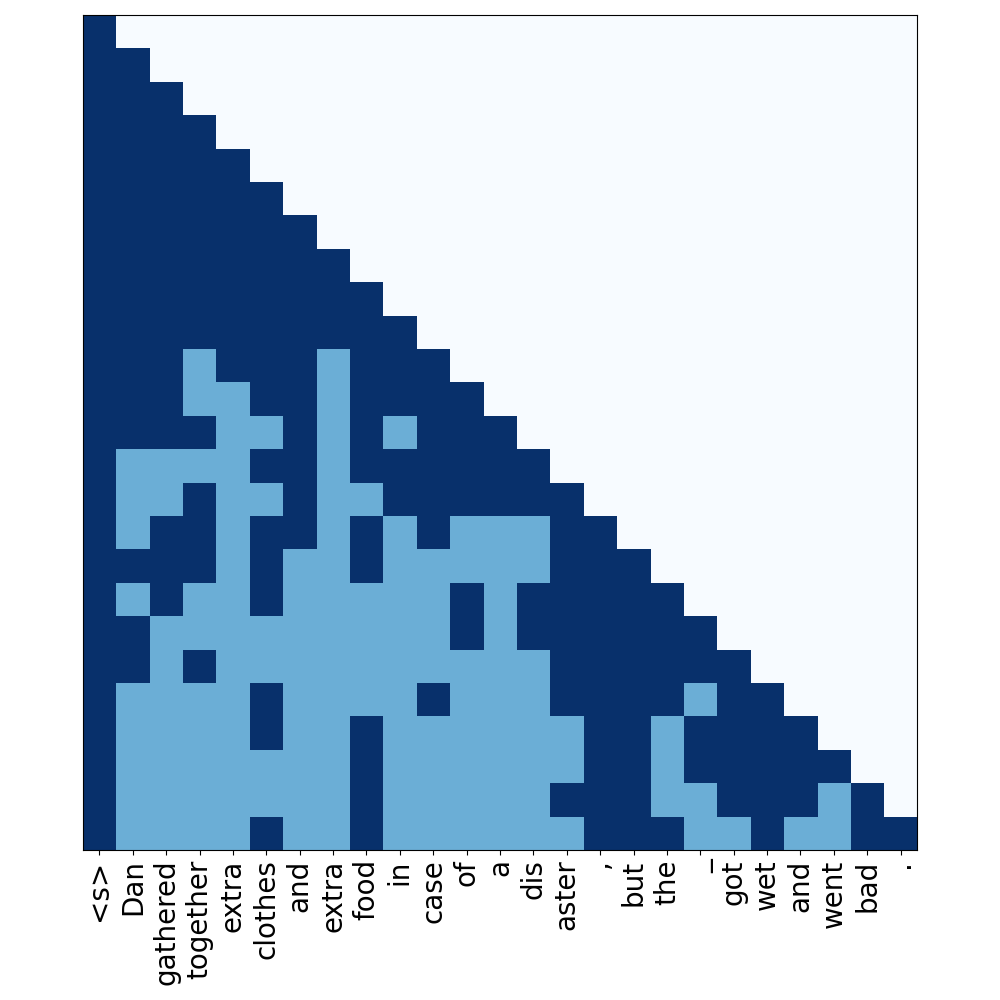 <s> Dan gathered together extra clothes and extra food in case of a dis aster , but the _ got wet and went bad .